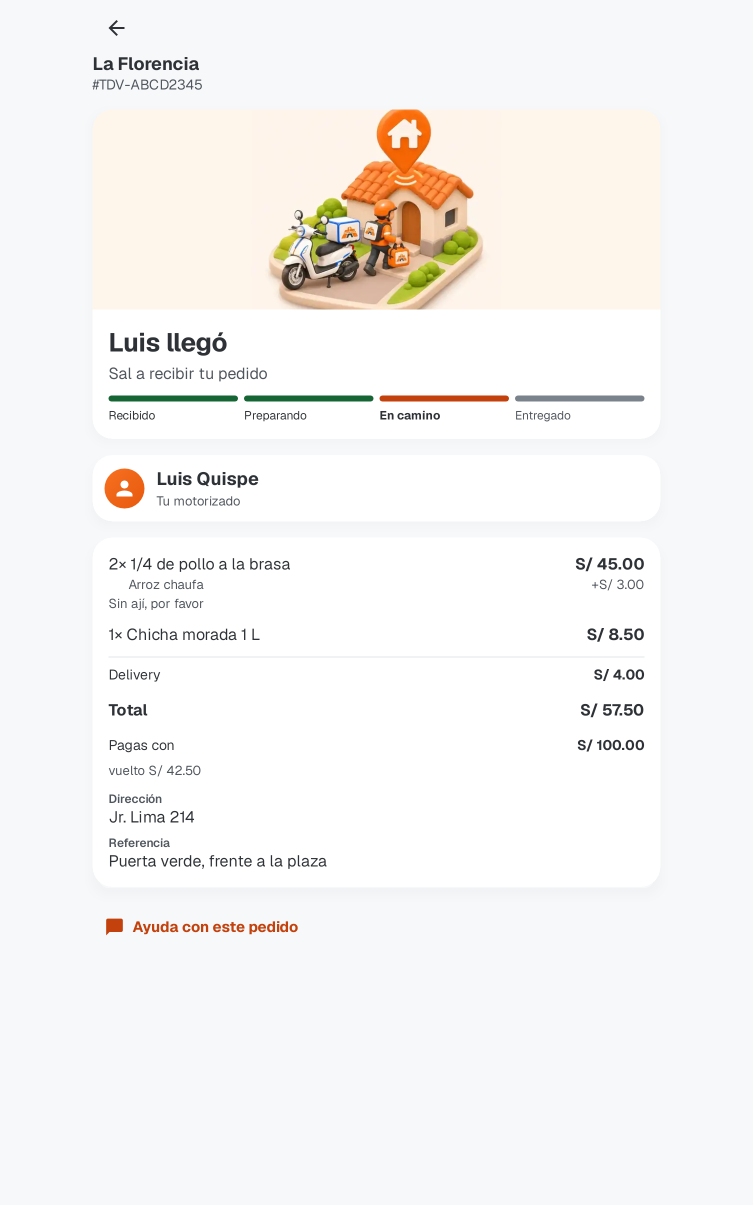 La Florencia
#TDV-ABCD2345
Luis llegó
Sal a recibir tu pedido
Recibido Preparando En camino Entregado
Luis Quispe
Tu motorizado
2× 1/4 de pollo a la brasa S/ 45.00
Arroz chaufa +S/ 3.00
Sin ají, por favor
1× Chicha morada 1 L S/ 8.50
Delivery S/ 4.00
Total S/ 57.50
Pagas con S/ 100.00
vuelto S/ 42.50
Dirección
Jr. Lima 214
Referencia
Puerta verde, frente a la plaza
Ayuda con este pedido